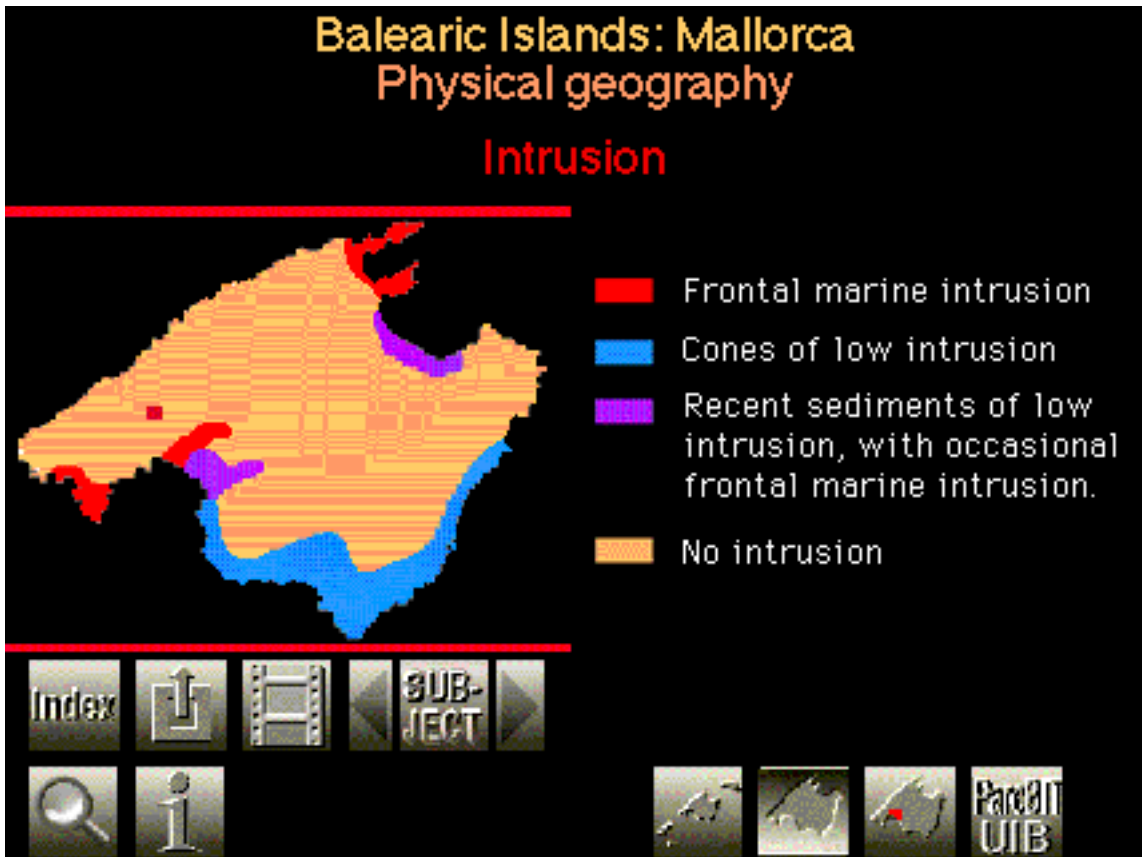 Balearic Islands: Mallorca
Physical geography
Intrusion
Frontal marine intrusion
Cones of low intrusion
Recent sediments of low
intrusion, with occasional
frontal marine intrusion.
No intrusion
Index
SUB-
JECT
i
ParcBIT
UIB